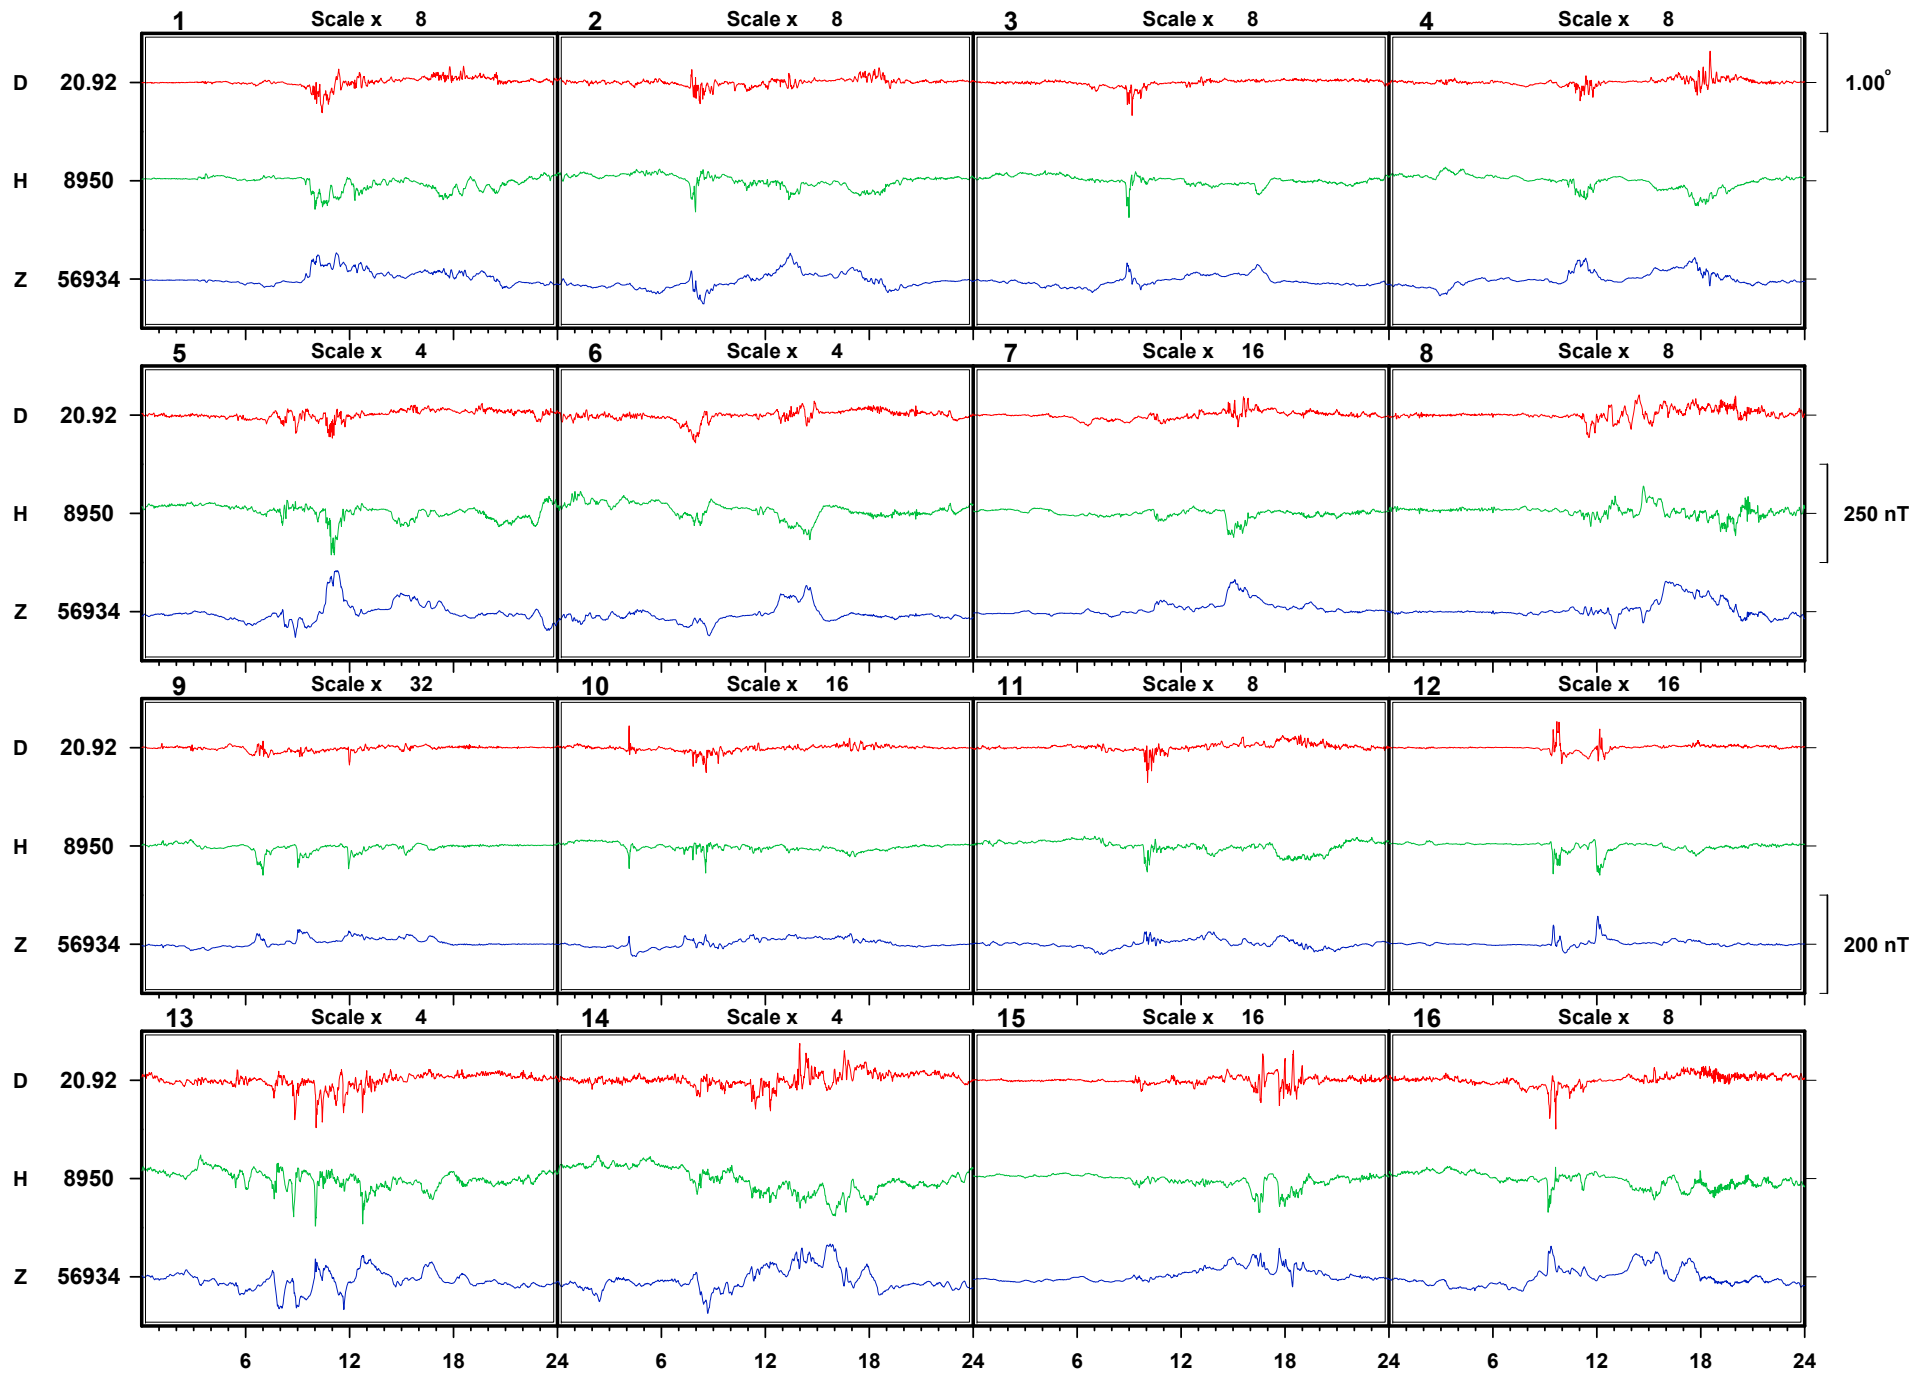 1 Scale x 8 2 Scale x 8 3 Scale x 8 4 Scale x 8
D 20.92 1.00°
H 8950
Z 56934
5 Scale x 4 6 Scale x 4 7 Scale x 16 8 Scale x 8
D 20.92
H 8950 250 nT
Z 56934
9 Scale x 32 10 Scale x 16 11 Scale x 8 12 Scale x 16
D 20.92
H 8950
Z 56934 200 nT
13 Scale x 4 14 Scale x 4 15 Scale x 16 16 Scale x 8
D 20.92
H 8950
Z 56934
6 12 18 24 6 12 18 24 6 12 18 24 6 12 18 24